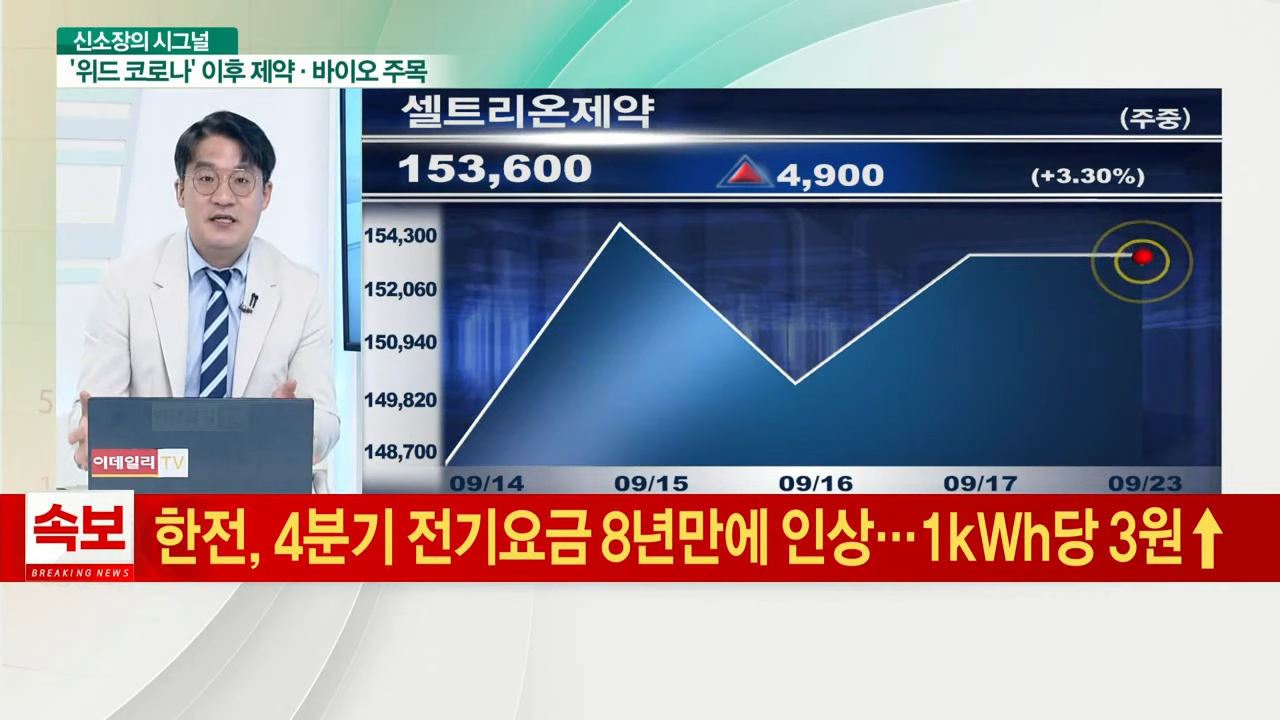 신소장의 시그널
'위드 코로나' 이후 제약·바이오 주목
셀트리온제약
(주중)
153,600
4,900
(+3.30%)
154,300
152,060
150,940
149,820
148,700
09/14
09/15
09/16
09/17
09/23
이데일리TV
속보
BREAKING NEWS
한전, 4분기 전기요금 8년만에 인상…1kWh당 3원↑